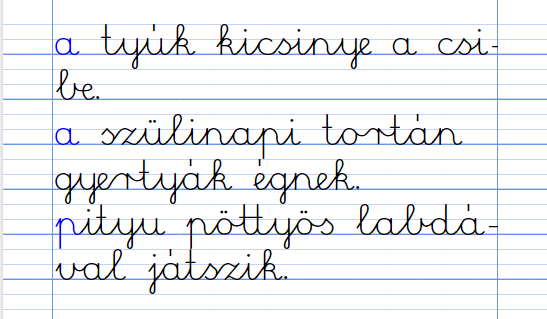 a tyúk kicsinye a csi-
be.
a szülinapi tortán
gyertyák égnek.
pityu pöttyös labdá-
val játszik.